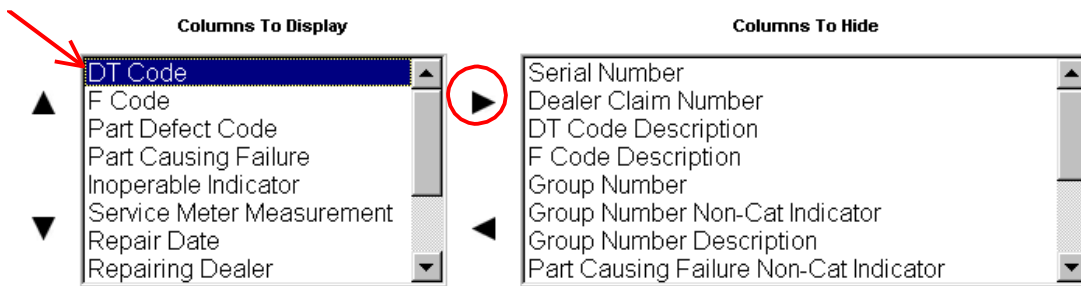 Columns To Display
Columns To Hide
DT Code
F Code
Part Defect Code
Part Causing Failure
Inoperable Indicator
Service Meter Measurement
Repair Date
Repairing Dealer
Serial Number
Dealer Claim Number
DT Code Description
F Code Description
Group Number
Group Number Non-Cat Indicator
Group Number Description
Part Causing Failure Non-Cat Indicator